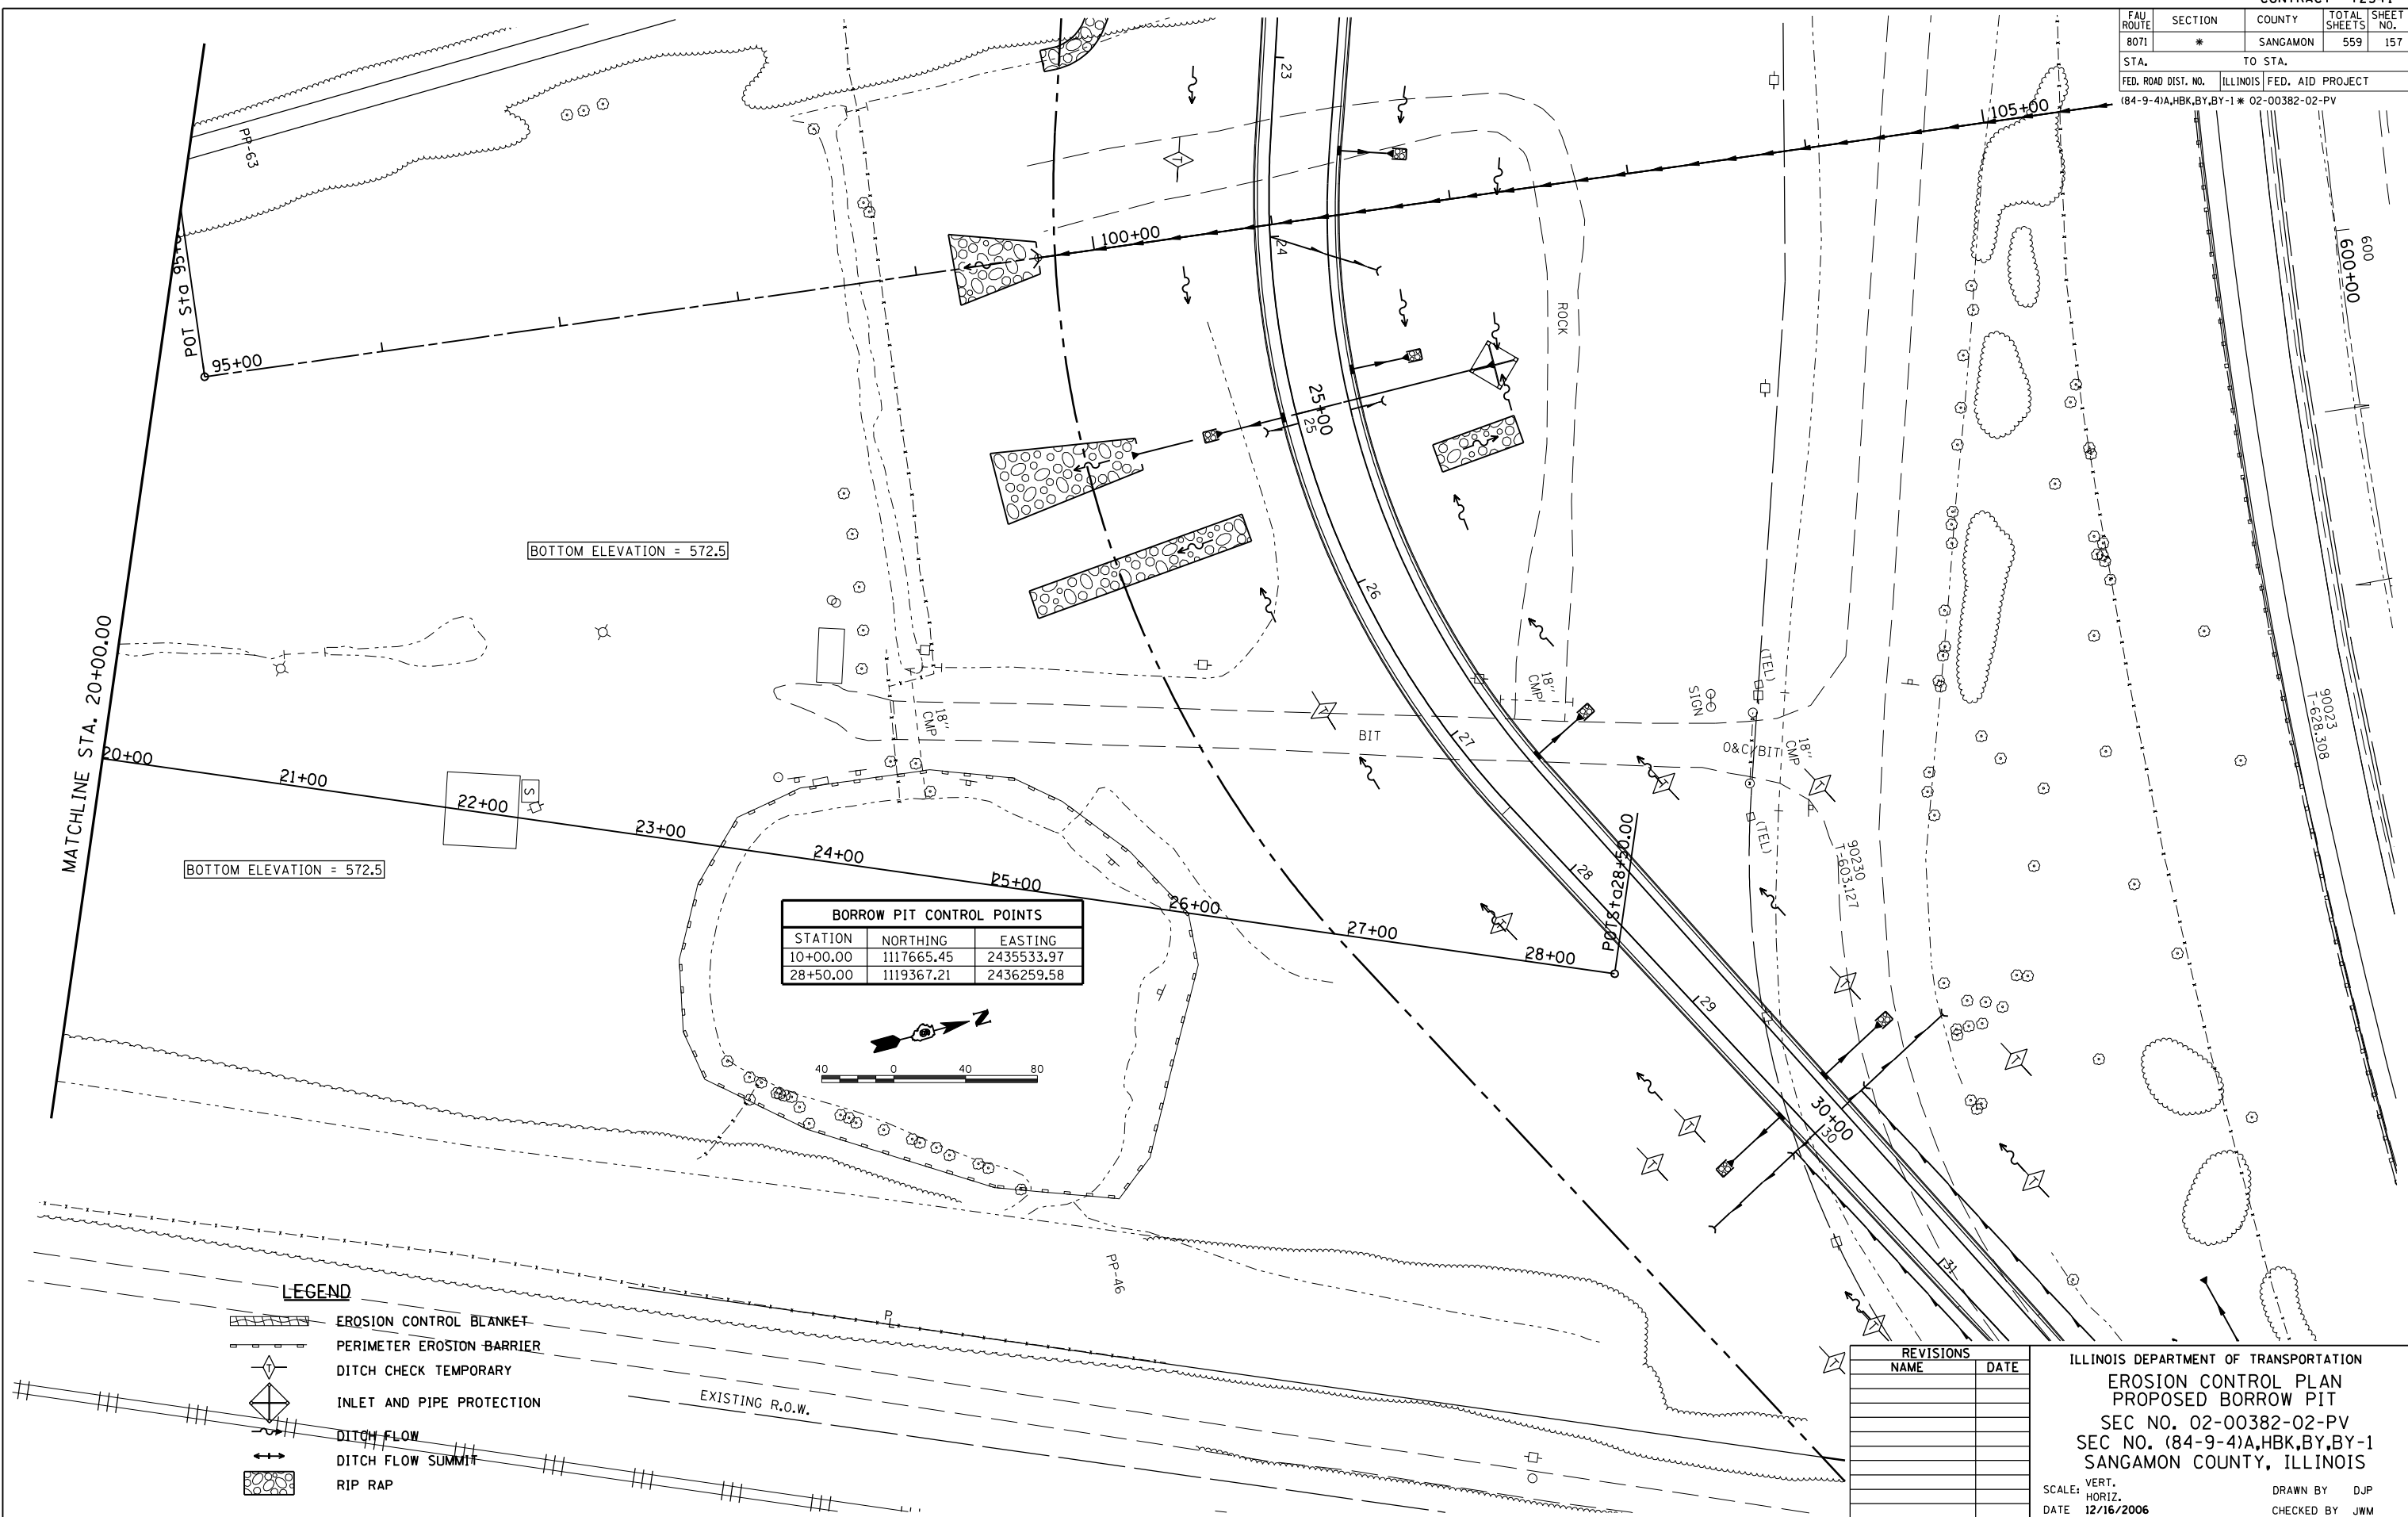 FAU ROUTE SECTION COUNTY TOTAL SHEETS SHEET NO.
8071 * SANGAMON 559 157
STA. TO STA.
FED. ROAD DIST. NO. ILLINOIS FED. AID PROJECT
(84-9-4)A,HBK,BY,BY-1 * 02-00382-02-PV
PP-63
23
105+00
T
100+00
24
600
600+00
POT Sta
95+00
ROCK
25+00
25
BOTTOM ELEVATION = 572.5
26
MATCHLINE STA. 20+00.00
18" CMP
18" CMP
(TEL)
SIGN
BIT
27
O&C/BIT
18" CMP
90023
T-628.308
20+00
21+00
22+00
S
23+00
24+00
25+00
26+00
27+00
28+00
T
T
T
T
(TEL)
POTSta28+50.00
28
90230
T-603.127
BOTTOM ELEVATION = 572.5
BORROW PIT CONTROL POINTS
STATION NORTHING EASTING
10+00.00 1117665.45 2435533.97
28+50.00 1119367.21 2436259.58
N
40 0 40 80
T
29
T
T
T
T
30+00
30
31
T
T
PP-46
PL
EXISTING R.O.W.
LEGEND
EROSION CONTROL BLANKET
PERIMETER EROSION BARRIER
T DITCH CHECK TEMPORARY
INLET AND PIPE PROTECTION
DITCH FLOW
DITCH FLOW SUMMIT
RIP RAP
REVISIONS
NAME DATE
ILLINOIS DEPARTMENT OF TRANSPORTATION
EROSION CONTROL PLAN
PROPOSED BORROW PIT
SEC NO. 02-00382-02-PV
SEC NO. (84-9-4)A,HBK,BY,BY-1
SANGAMON COUNTY, ILLINOIS
SCALE: VERT.
HORIZ.
DRAWN BY DJP
DATE 12/16/2006
CHECKED BY JWM